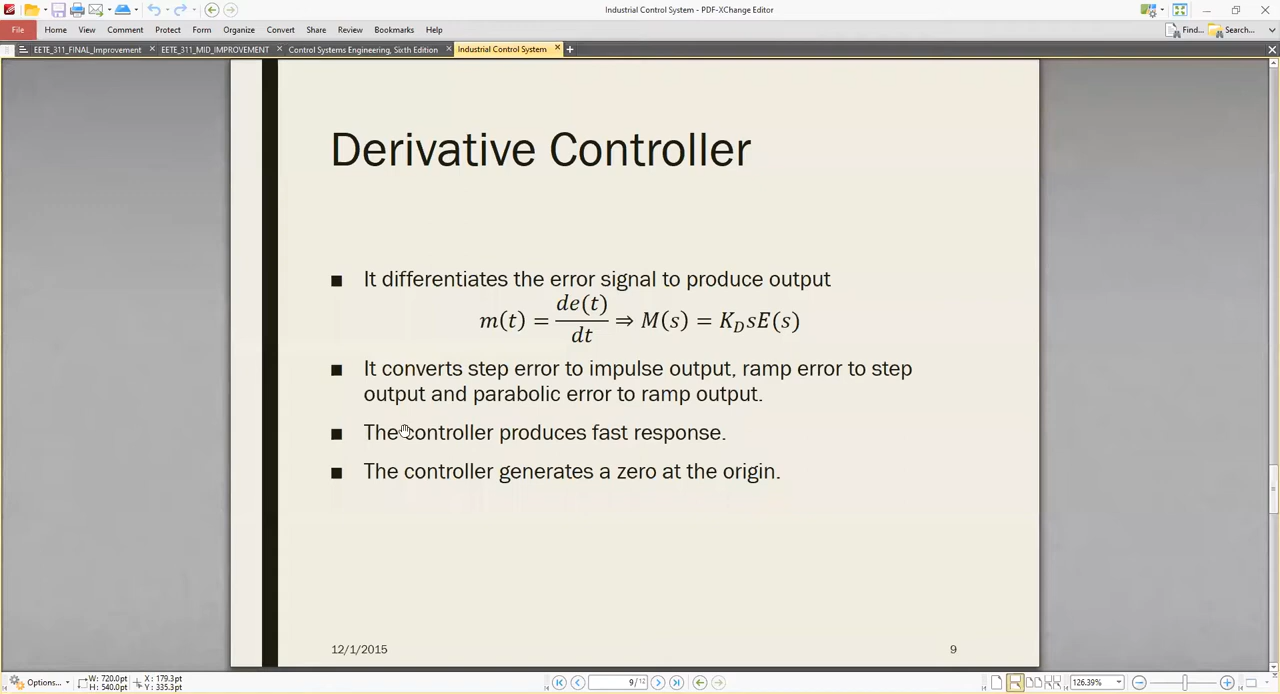 Industrial Control System - PDF-XChange Editor
File Home View Comment Protect Form Organize Convert Share Review Bookmarks Help Find... Search...
EETE_311_FINAL_Improvement × EETE_311_MID_IMPROVEMENT × Control Systems Engineering, Sixth Edition × Industrial Control System ×
Derivative Controller
■ It differentiates the error signal to produce output
m(t) = de(t)/dt ⇒ M(s) = K_D sE(s)
■ It converts step error to impulse output, ramp error to step
output and parabolic error to ramp output.
■ The controller produces fast response.
■ The controller generates a zero at the origin.
12/1/2015 9
Options... W: 720.0pt X: 179.3pt 9/12 126.39%
H: 540.0pt Y: 335.3pt